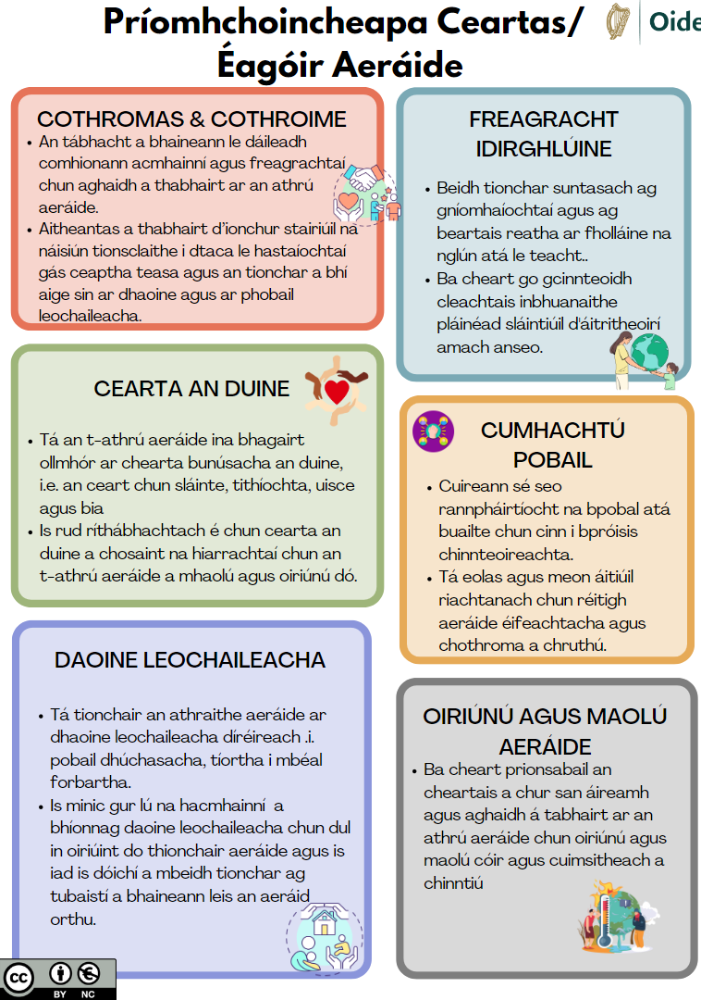 Príomhchoincheapa Ceartas/
Éagóir Aeráide
Oide
COTHROMAS & COTHROIME
• An tábhacht a bhaineann le dáileadh
comhionann acmhainní agus freagrachtaí
chun aghaidh a thabhairt ar an athrú
aeráide.
• Aitheantas a thabhairt d'ionchur stairiúil na
náisiún tionsclaithe i dtaca le hastaíochtaí
gás ceaptha teasa agus an tionchar a bhí
aige sin ar dhaoine agus ar phobail
leochaileacha.
FREAGRACHT
IDIRGHLÚINE
• Beidh tionchar suntasach ag
gníomhaíochtaí agus ag
beartais reatha ar fholláine na
nglún atá le teacht..
• Ba cheart go gcinnteoidh
cleachtais inbhuanaithe
pláinéad sláintiúil d'áitritheoirí
amach anseo.
CEARTA AN DUINE
• Tá an t-athrú aeráide ina bhagairt
ollmhór ar chearta bunúsacha an duine,
i.e. an ceart chun sláinte, tithíochta, uisce
agus bia
• Is rud ríthábhachtach é chun cearta an
duine a chosaint na hiarrachtaí chun an
t-athrú aeráide a mhaolú agus oiriúnú dó.
CUMHACHTÚ
POBAIL
• Cuireann sé seo
rannpháirtíocht na bpobal atá
buailte chun cinn i bpróisis
chinnteoireachta.
• Tá eolas agus meon áitiúil
riachtanach chun réitigh
aeráide éifeachtacha agus
chothroma a chruthú.
DAOINE LEOCHAILEACHA
• Tá tionchair an athraithe aeráide ar
dhaoine leochaileacha díréireach .i.
pobail dhúchasacha, tíortha i mbéal
forbartha.
• Is minic gur lú na hacmhainní a
bhíonnag daoine leochaileacha chun dul
in oiriúint do thionchair aeráide agus is
iad is dóichí a mbeidh tionchar ag
tubaistí a bhaineann leis an aeráid
orthu.
OIRIÚNÚ AGUS MAOLÚ
AERÁIDE
• Ba cheart prionsabail an
cheartais a chur san áireamh
agus aghaidh á tabhairt ar an
athrú aeráide chun oiriúnú agus
maolú cóir agus cuimsitheach a
chinntiú
cc BY NC